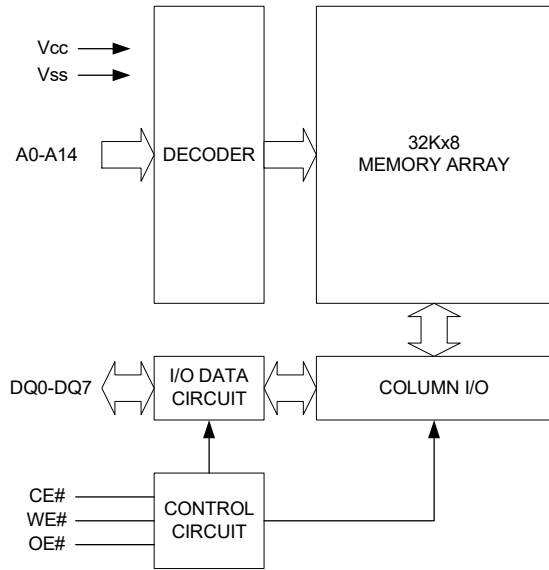 Vcc
Vss
A0-A14
DECODER
32Kx8
MEMORY ARRAY
DQ0-DQ7
I/O DATA
CIRCUIT
COLUMN I/O
CE#
WE#
OE#
CONTROL
CIRCUIT